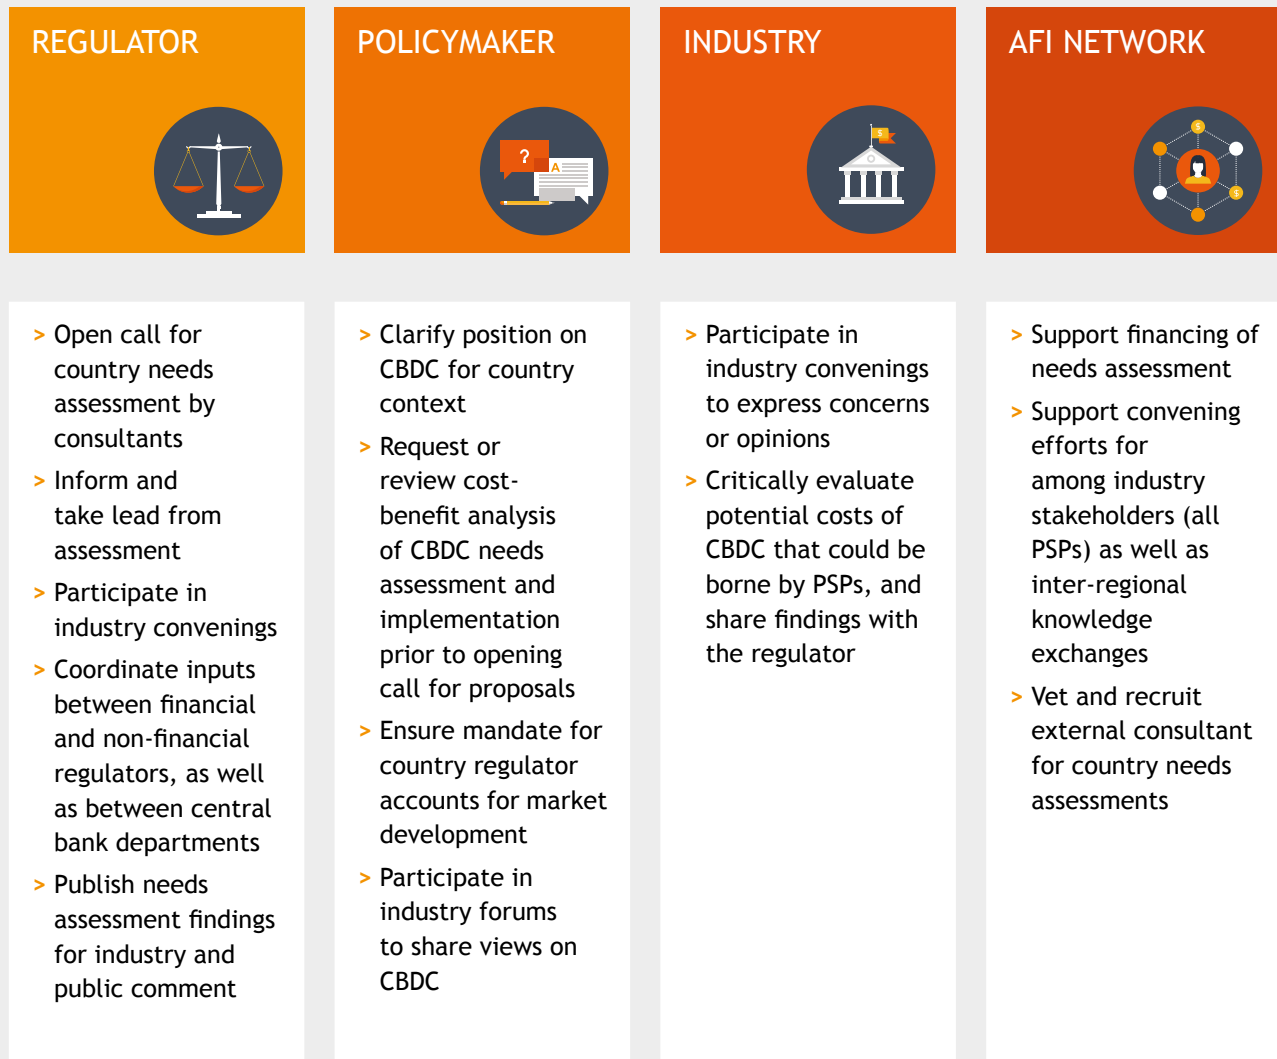 REGULATOR
> Open call for
country needs
assessment by
consultants
> Inform and
take lead from
assessment
> Participate in
industry convenings
> Coordinate inputs
between financial
and non-financial
regulators, as well
as between central
bank departments
> Publish needs
assessment findings
for industry and
public comment
POLICYMAKER
?
A
> Clarify position on
CBDC for country
context
> Request or
review cost-
benefit analysis
of CBDC needs
assessment and
implementation
prior to opening
call for proposals
> Ensure mandate for
country regulator
accounts for market
development
> Participate in
industry forums
to share views on
CBDC
INDUSTRY
$
> Participate in
industry convenings
to express concerns
or opinions
> Critically evaluate
potential costs of
CBDC that could be
borne by PSPs, and
share findings with
the regulator
AFI NETWORK
$
$
> Support financing of
needs assessment
> Support convening
efforts for
among industry
stakeholders (all
PSPs) as well as
inter-regional
knowledge
exchanges
> Vet and recruit
external consultant
for country needs
assessments